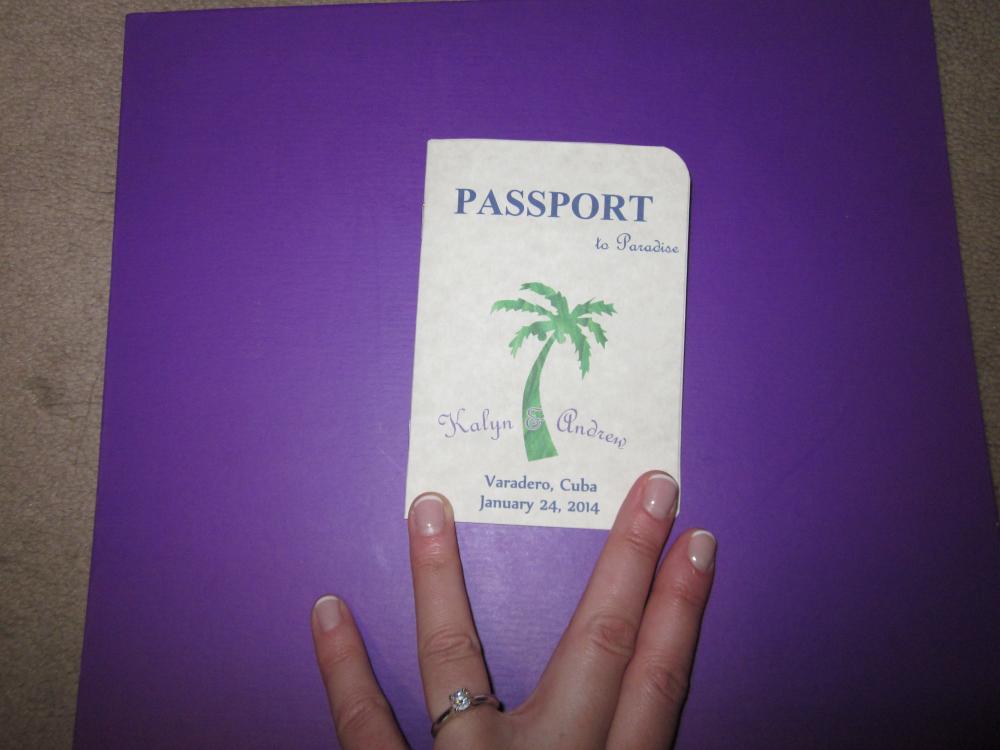 PASSPORT
to Paradise
Kalyn & Andrew
Varadero, Cuba
January 24, 2014